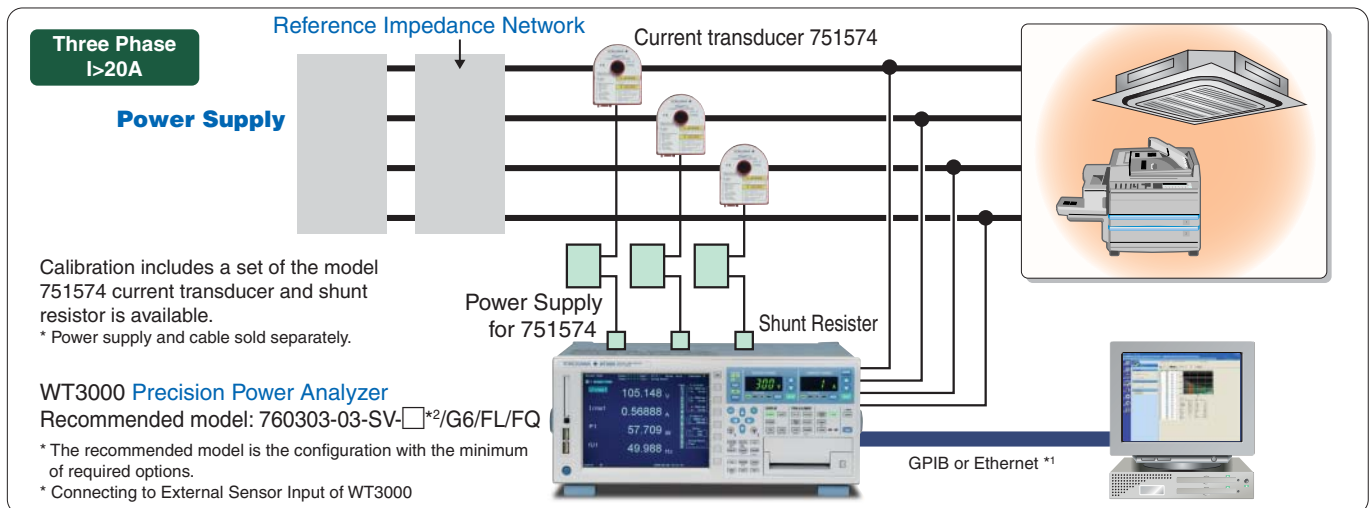 Three Phase
I>20A
Reference Impedance Network
Current transducer 751574
Power Supply
Calibration includes a set of the model
751574 current transducer and shunt
resistor is available.
* Power supply and cable sold separately.
Power Supply
for 751574
Shunt Resister
WT3000 Precision Power Analyzer
Recommended model: 760303-03-SV-□*2/G6/FL/FQ
* The recommended model is the configuration with the minimum
of required options.
* Connecting to External Sensor Input of WT3000
YOKOGAWA
105.148 V
0.56888 A
57.709 W
49.988 Hz
300 V
1 A
GPIB or Ethernet *1